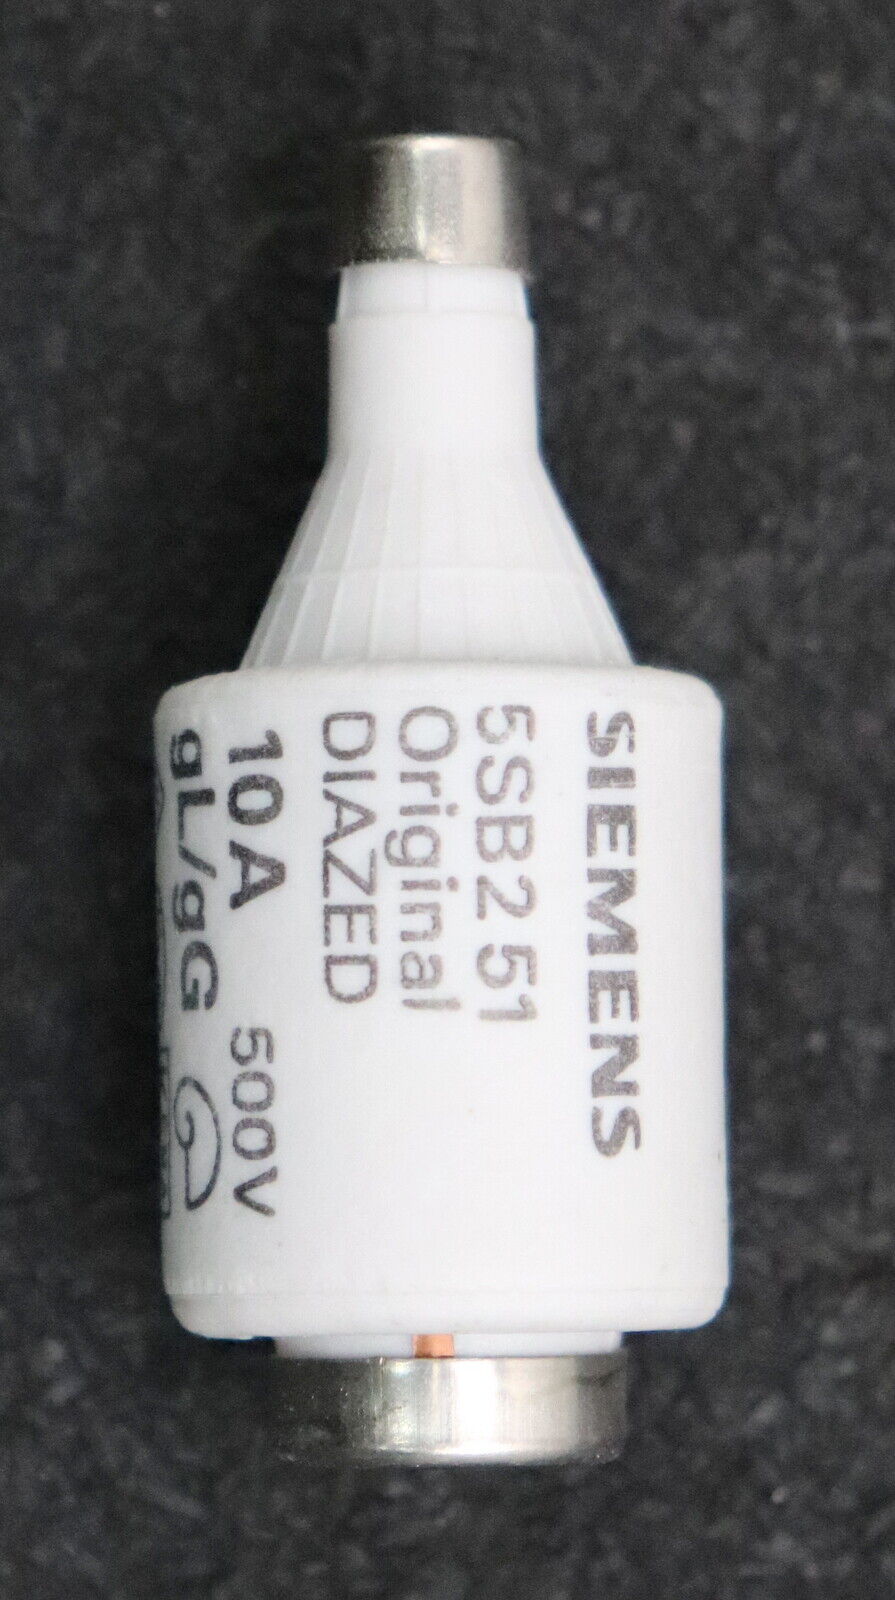 SIEMENS
5SB2 51
Original
DIAZED
10A 500V
gL/gG